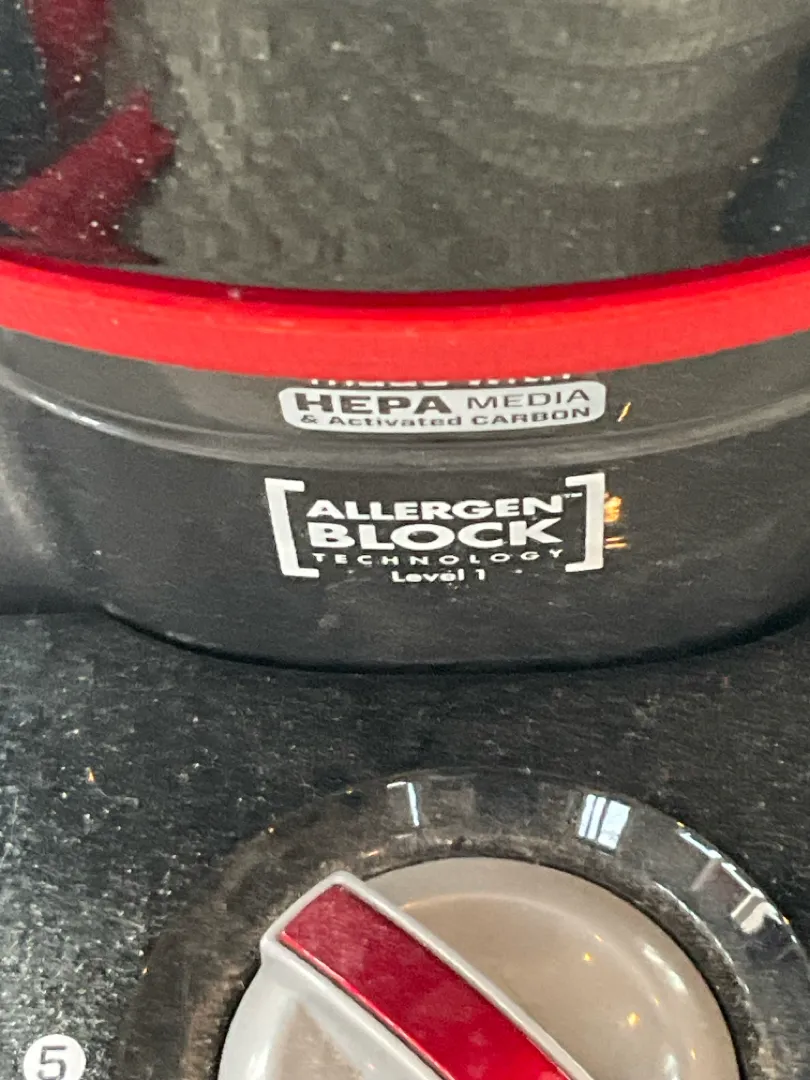 HEPA MEDIA
& Activated CARBON
[ALLERGEN™
BLOCK
TECHNOLOGY]
Level 1
5